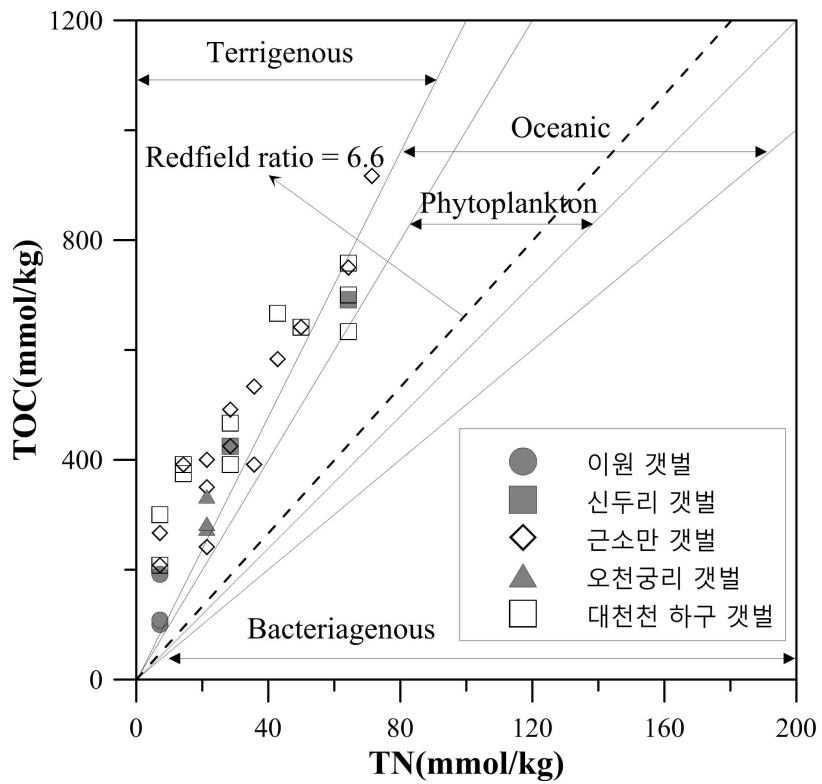 1200
Terrigenous
Oceanic
Redfield ratio = 6.6
Phytoplankton
800
TOC(mmol/kg)
400
이원 갯벌
신두리 갯벌
근소만 갯벌
오천궁리 갯벌
대천천 하구 갯벌
Bacteriagenous
0
0 40 80 120 160 200
TN(mmol/kg)